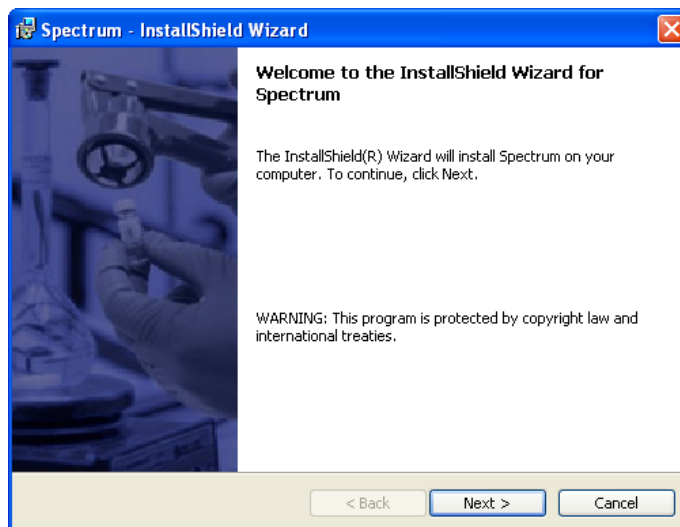 Spectrum - InstallShield Wizard
Welcome to the InstallShield Wizard for
Spectrum
The InstallShield(R) Wizard will install Spectrum on your
computer. To continue, click Next.
WARNING: This program is protected by copyright law and
international treaties.
< Back
Next >
Cancel